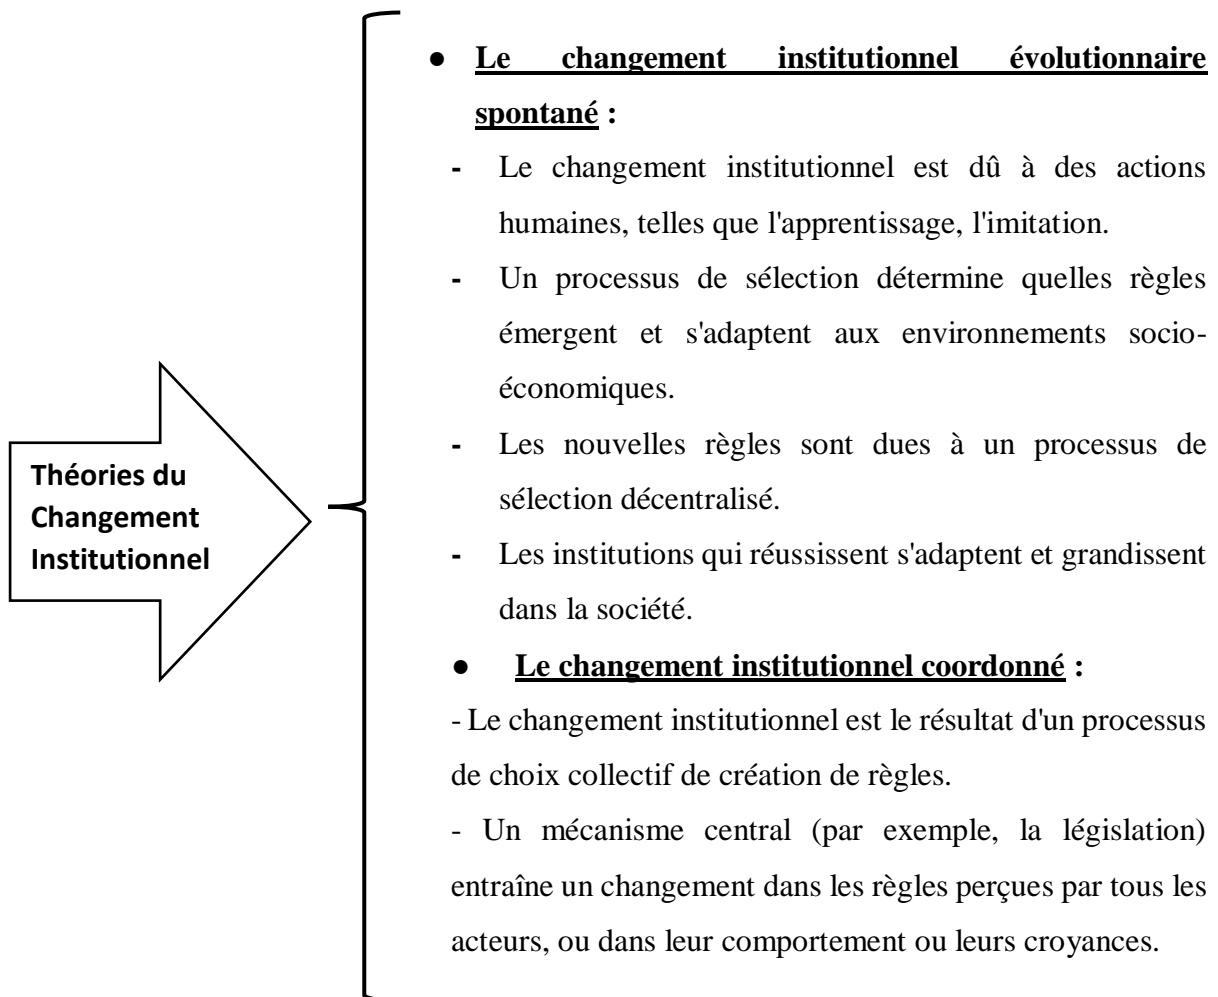 ● Le changement institutionnel évolutionnaire
spontané :
- Le changement institutionnel est dû à des actions
humaines, telles que l'apprentissage, l'imitation.
- Un processus de sélection détermine quelles règles
émergent et s'adaptent aux environnements socio-
économiques.
- Les nouvelles règles sont dues à un processus de
sélection décentralisé.
- Les institutions qui réussissent s'adaptent et grandissent
dans la société.
● Le changement institutionnel coordonné :
- Le changement institutionnel est le résultat d'un processus
de choix collectif de création de règles.
- Un mécanisme central (par exemple, la législation)
entraîne un changement dans les règles perçues par tous les
acteurs, ou dans leur comportement ou leurs croyances.
Théories du
Changement
Institutionnel